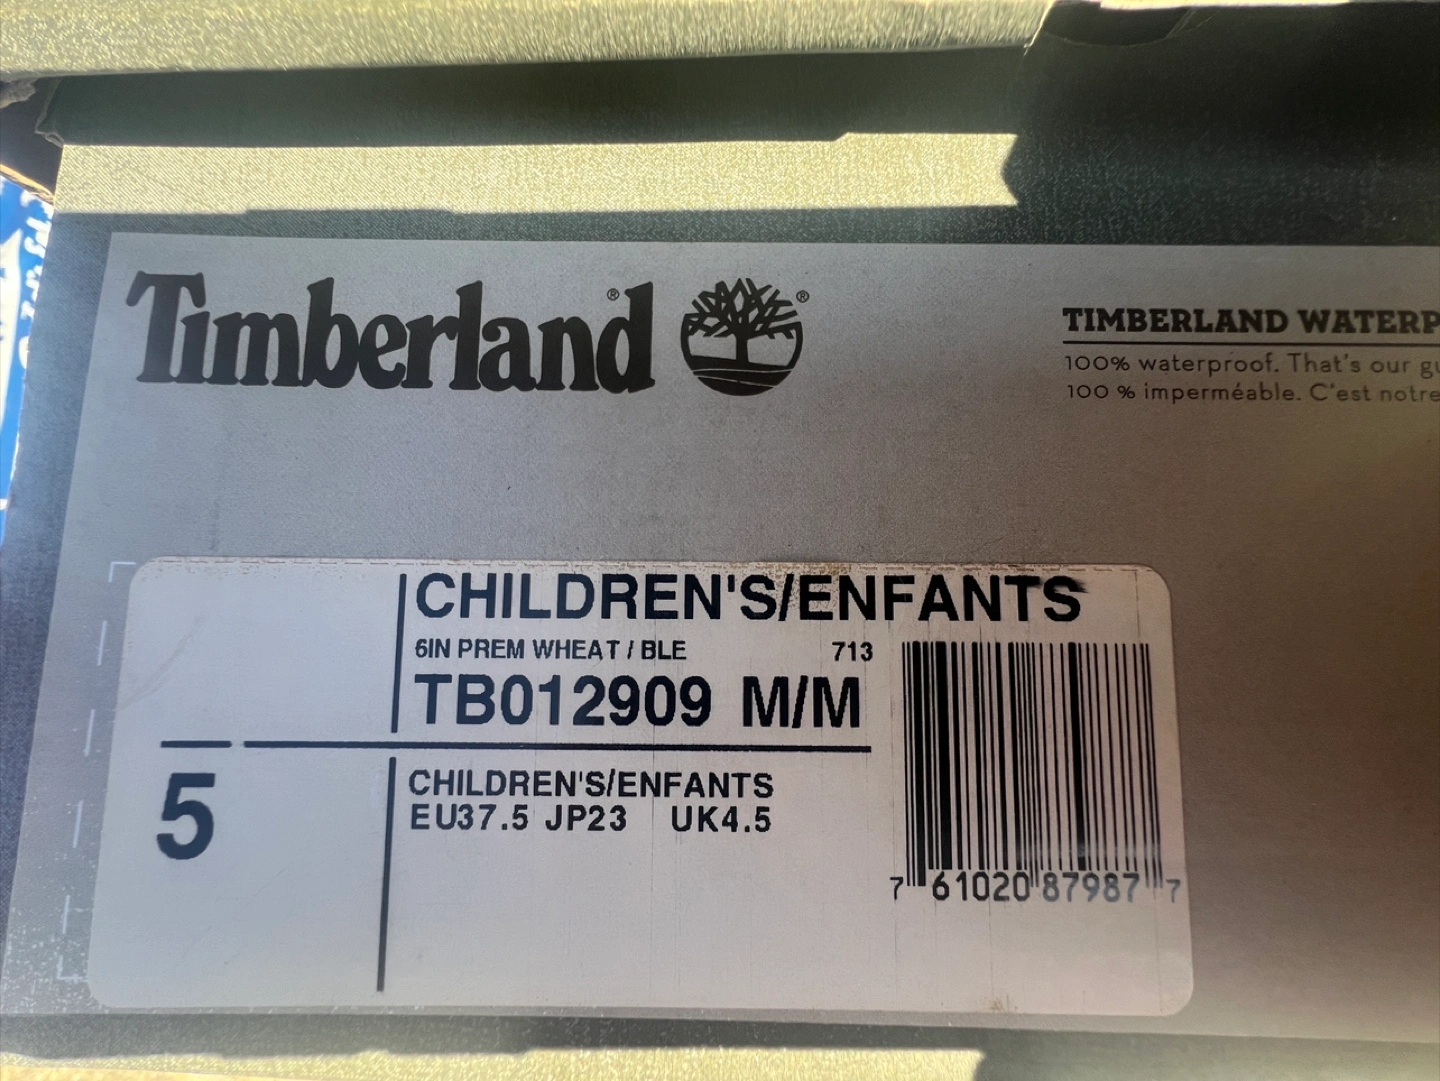 Timberland®
®
TIMBERLAND WATERP
100% waterproof. That's our gu
100 % imperméable. C'est notre
CHILDREN'S/ENFANTS
6IN PREM WHEAT / BLE 713
TB012909 M/M
5
CHILDREN'S/ENFANTS
EU37.5 JP23 UK4.5
7 61020 87987 7